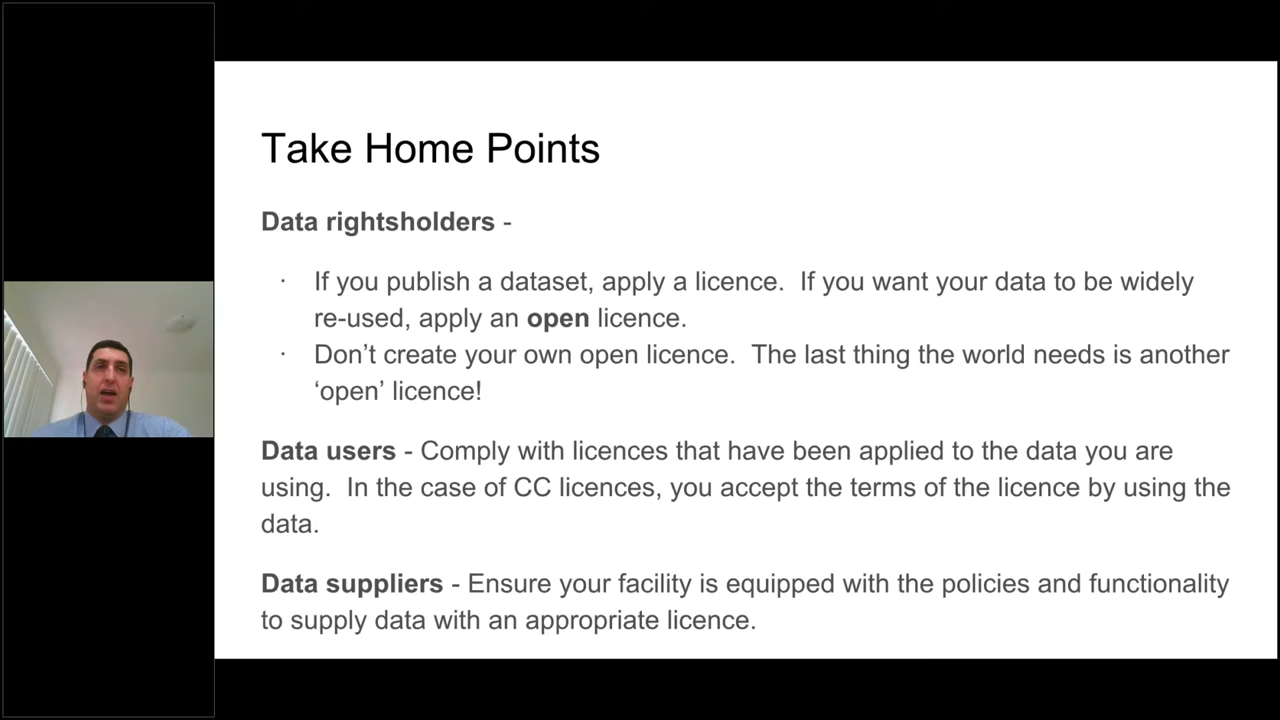 Take Home Points
Data rightsholders -
· If you publish a dataset, apply a licence.  If you want your data to be widely
re-used, apply an open licence.
· Don’t create your own open licence.  The last thing the world needs is another
‘open’ licence!
Data users - Comply with licences that have been applied to the data you are
using.  In the case of CC licences, you accept the terms of the licence by using the
data.
Data suppliers - Ensure your facility is equipped with the policies and functionality
to supply data with an appropriate licence.